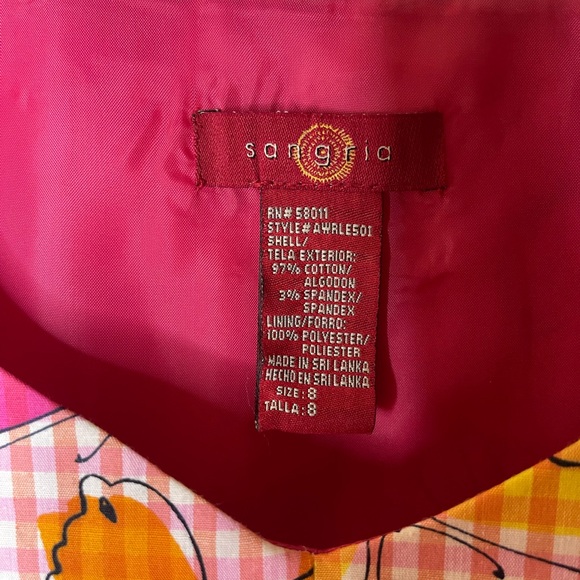 sangria
RN# 58011
STYLE# AWRLE50I
SHELL/
TELA EXTERIOR:
97% COTTON/
ALGODON
3% SPANDEX/
SPANDEX
LINING/FORRO:
100% POLYESTER/
POLIESTER
MADE IN SRI LANKA
HECHO EN SRI LANKA
SIZE: 8
TALLA: 8